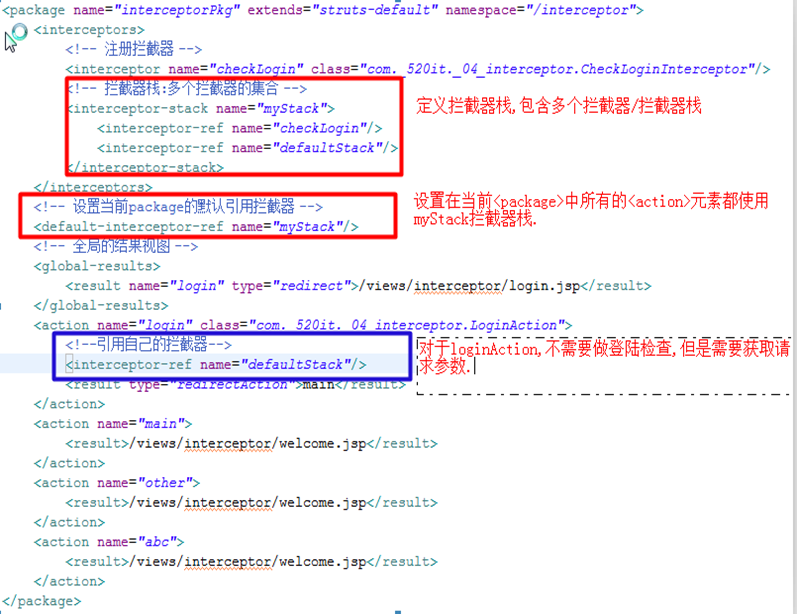 <package name="interceptorPkg" extends="struts-default" namespace="/interceptor">
<interceptors>
<!-- 注册拦截器 -->
<interceptor name="checkLogin" class="com._520it._04_interceptor.CheckLoginInterceptor"/>
<!-- 拦截器栈:多个拦截器的集合 -->
<interceptor-stack name="myStack">
定义拦截器栈,包含多个拦截器/拦截器栈
<interceptor-ref name="checkLogin"/>
<interceptor-ref name="defaultStack"/>
</interceptor-stack>
</interceptors>
<!-- 设置当前package的默认引用拦截器 -->
<default-interceptor-ref name="myStack"/>
设置在当前<package>中所有的<action>元素都使用
myStack拦截器栈.
<!-- 全局的结果视图 -->
<global-results>
<result name="login" type="redirect">/views/interceptor/login.jsp</result>
</global-results>
<action name="login" class="com._520it._04_interceptor.LoginAction">
<!--引用自己的拦截器-->
<interceptor-ref name="defaultStack"/>
对于loginAction,不需要做登陆检查,但是需要获取请
求参数.
<result type="redirectAction">main</result>
</action>
<action name="main">
<result>/views/interceptor/welcome.jsp</result>
</action>
<action name="other">
<result>/views/interceptor/welcome.jsp</result>
</action>
<action name="abc">
<result>/views/interceptor/welcome.jsp</result>
</action>
</package>